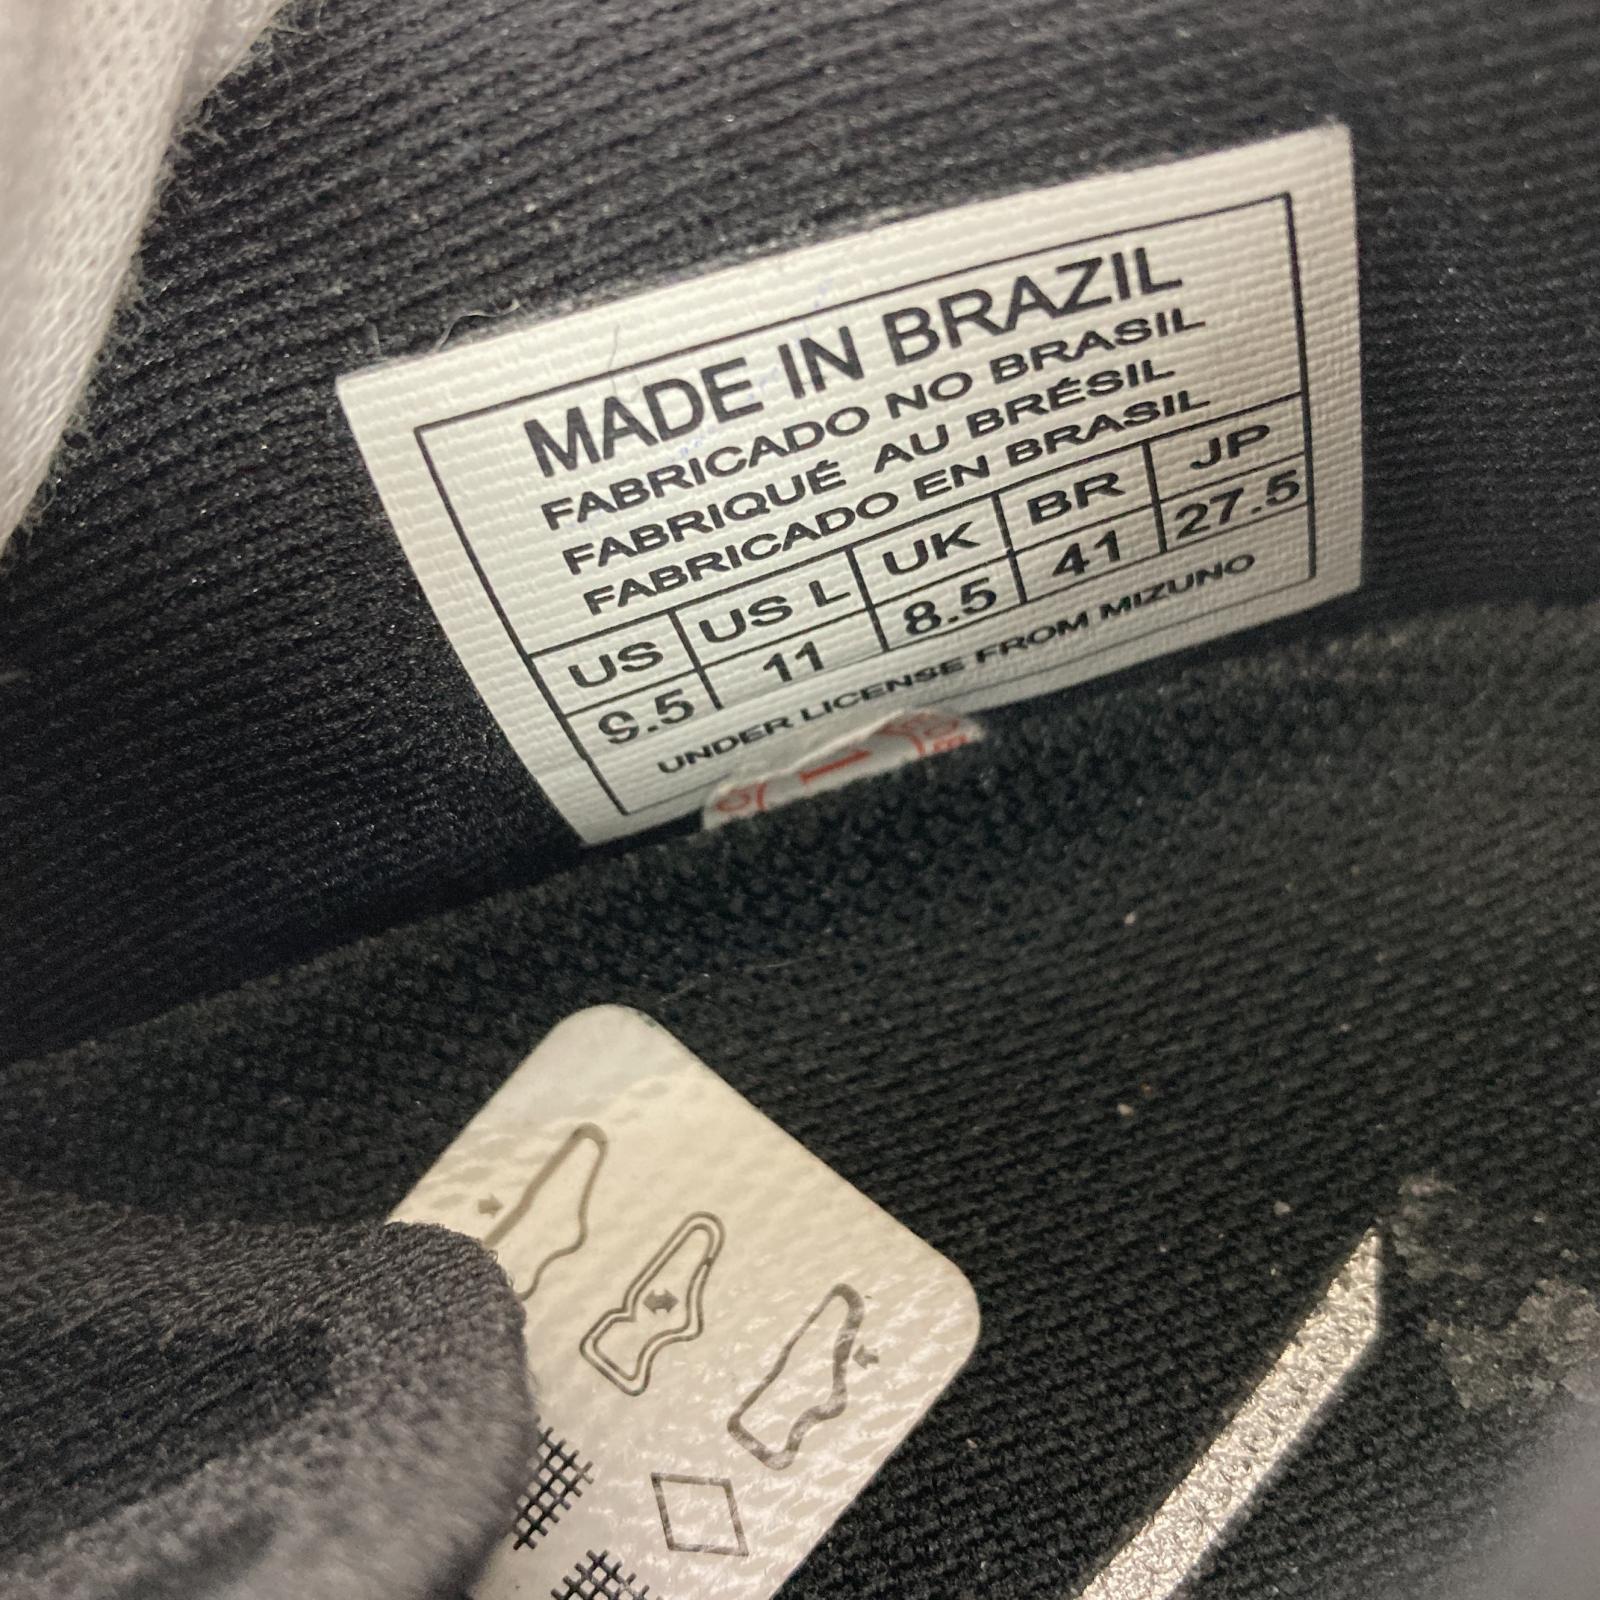 MADE IN BRAZIL
FABRICADO NO BRASIL
FABRIQUÉ AU BRÉSIL
FABRICADO EN BRASIL
US US L UK BR JP
9.5 11 8.5 41 27.5
UNDER LICENSE FROM MIZUNO